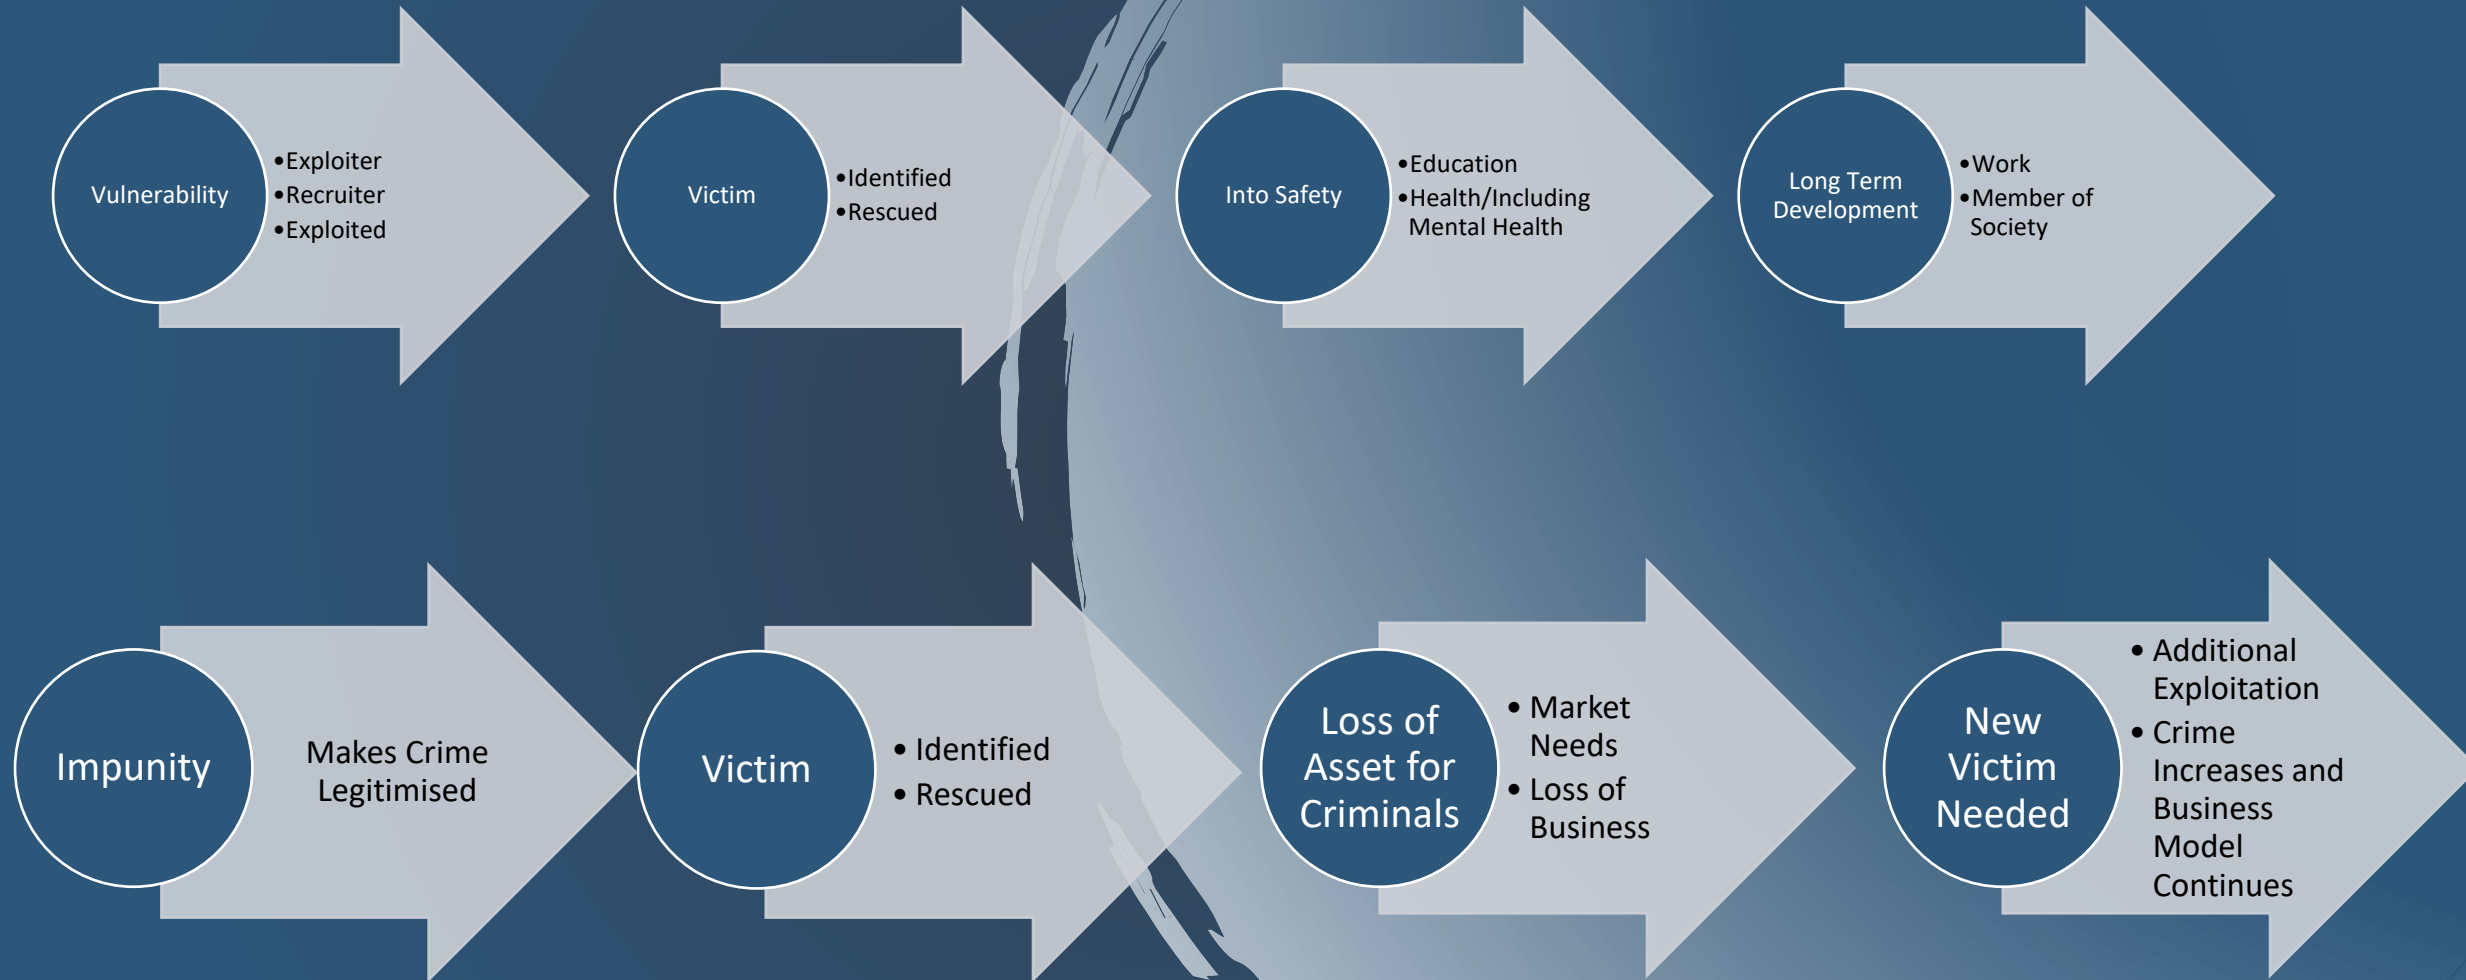 Vulnerability
•Exploiter
•Recruiter
•Exploited
Victim
•Identified
•Rescued
Into Safety
•Education
•Health/Including
Mental Health
Long Term
Development
•Work
•Member of
Society
Impunity
Makes Crime
Legitimised
Victim
• Identified
• Rescued
Loss of
Asset for
Criminals
• Market
Needs
• Loss of
Business
New
Victim
Needed
• Additional
Exploitation
• Crime
Increases and
Business
Model
Continues